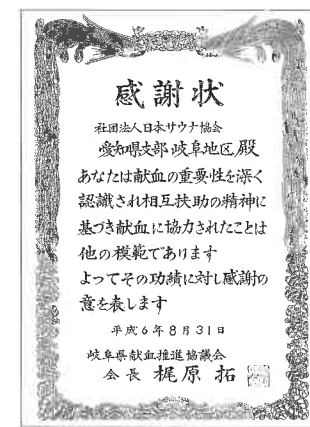 感謝状
社団法人日本サウナ協会
愛知県支部岐阜地区殿
あなたは献血の重要性を深く
認識され相互扶助の精神に
基づき献血に協力されたことは
他の模範であります
よってその功績に対し感謝の
意を表します
平成6年8月31日
岐阜県献血推進協議会
会長 梶原 拓